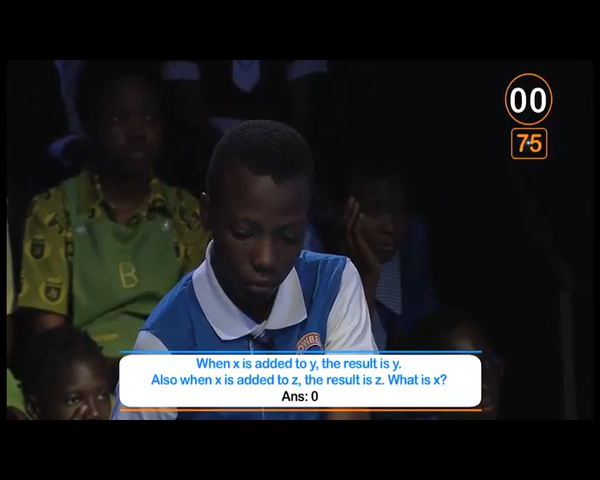 00
75
B
When x is added to y, the result is y.
Also when x is added to z, the result is z. What is x?
Ans: 0